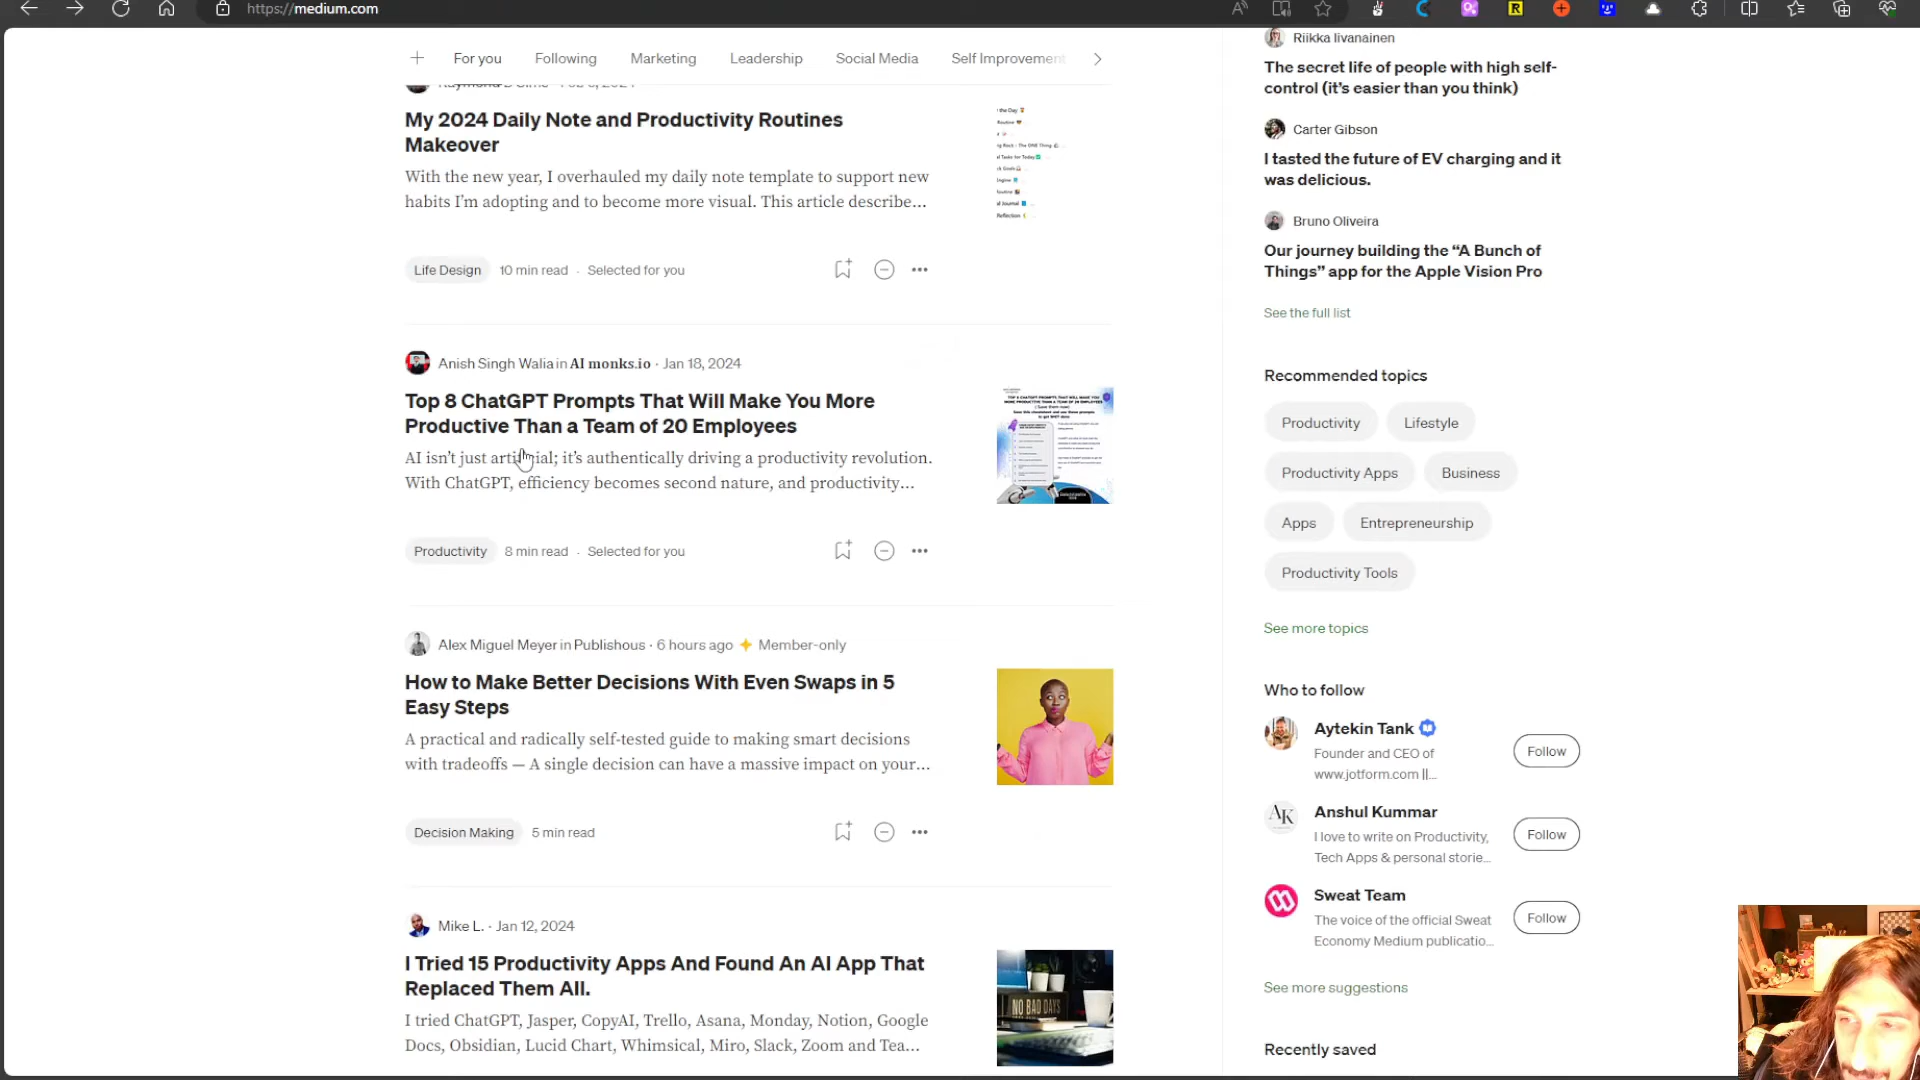 https://medium.com
For you
Following
Marketing
Leadership
Social Media
Self Improvement
My 2024 Daily Note and Productivity Routines
Makeover
With the new year, I overhauled my daily note template to support new
habits I'm adopting and to become more visual. This article describe...
Life Design
10 min read · Selected for you
Anish Singh Walia in AI monks.io · Jan 18, 2024
Top 8 ChatGPT Prompts That Will Make You More
Productive Than a Team of 20 Employees
AI isn't just artificial; it's authentically driving a productivity revolution.
With ChatGPT, efficiency becomes second nature, and productivity...
Productivity
8 min read · Selected for you
Alex Miguel Meyer in Publishous · 6 hours ago Member-only
How to Make Better Decisions With Even Swaps in 5
Easy Steps
A practical and radically self-tested guide to making smart decisions
with tradeoffs — A single decision can have a massive impact on your...
Decision Making
5 min read
Mike L. · Jan 12, 2024
I Tried 15 Productivity Apps And Found An AI App That
Replaced Them All.
I tried ChatGPT, Jasper, CopyAI, Trello, Asana, Monday, Notion, Google
Docs, Obsidian, Lucid Chart, Whimsical, Miro, Slack, Zoom and Tea...
NO BAD DAYS
Riikka Iivanainen
The secret life of people with high self-
control (it's easier than you think)
Carter Gibson
I tasted the future of EV charging and it
was delicious.
Bruno Oliveira
Our journey building the “A Bunch of
Things” app for the Apple Vision Pro
See the full list
Recommended topics
Productivity
Lifestyle
Productivity Apps
Business
Apps
Entrepreneurship
Productivity Tools
See more topics
Who to follow
Aytekin Tank
Founder and CEO of
www.jotform.com ||...
Follow
AK
Anshul Kummar
I love to write on Productivity,
Tech Apps & personal storie...
Follow
Sweat Team
The voice of the official Sweat
Economy Medium publicatio...
Follow
See more suggestions
Recently saved